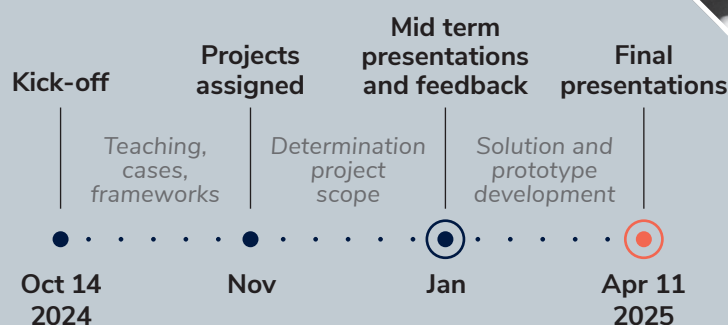 Kick-off
Projects
assigned
Mid term
presentations
and feedback
Final
presentations
Teaching,
cases,
frameworks
Determination
project
scope
Solution and
prototype
development
Oct 14
2024
Nov
Jan
Apr 11
2025